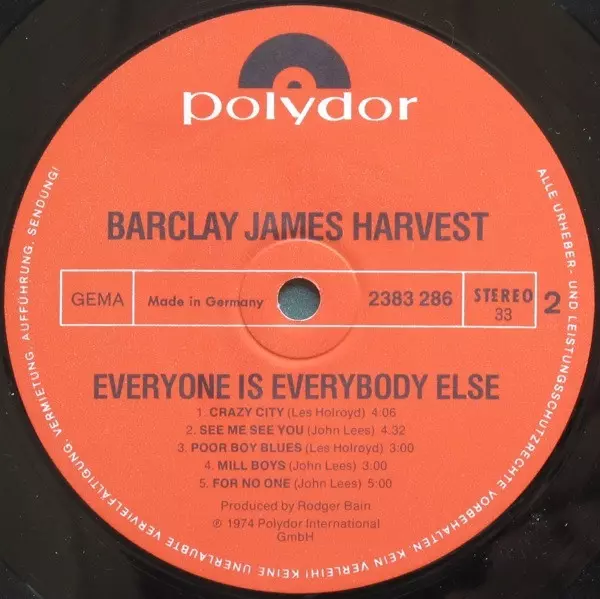 polydor
BARCLAY JAMES HARVEST
GEMA
Made in Germany
2383 286
STEREO
33
2
EVERYONE IS EVERYBODY ELSE
1. CRAZY CITY (Les Holroyd) 4:06
2. SEE ME SEE YOU (John Lees) 4.32
3. POOR BOY BLUES (Les Holroyd) 3:00
4. MILL BOYS (John Lees) 3:00
5. FOR NO ONE (John Lees) 5:00
Produced by Rodger Bain
℗ 1974 Polydor International
GmbH
ALLE URHEBER- UND LEISTUNGSSCHUTZRECHTE VORBEHALTEN KEIN VERLEIH! KEINE UNERLAUBTE VERVIELFÄLTIGUNG, VERMIETUNG, AUFFÜHRUNG, SENDUNG!